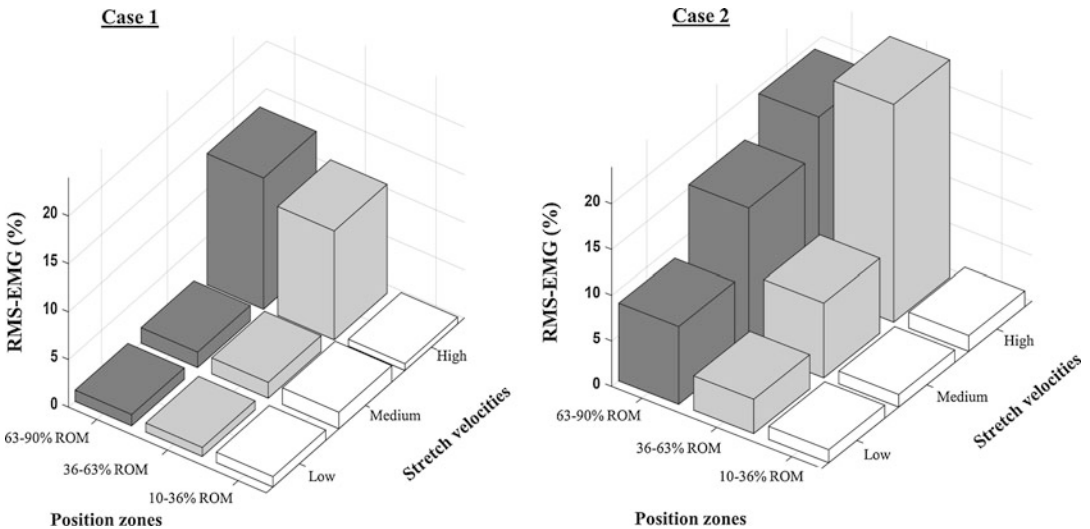 Case 1
RMS-EMG (%)
20
15
10
5
0
63-90% ROM
36-63% ROM
10-36% ROM
Position zones
Low
Medium
High
Stretch velocities
Case 2
RMS-EMG (%)
20
15
10
5
0
63-90% ROM
36-63% ROM
10-36% ROM
Position zones
Low
Medium
High
Stretch velocities